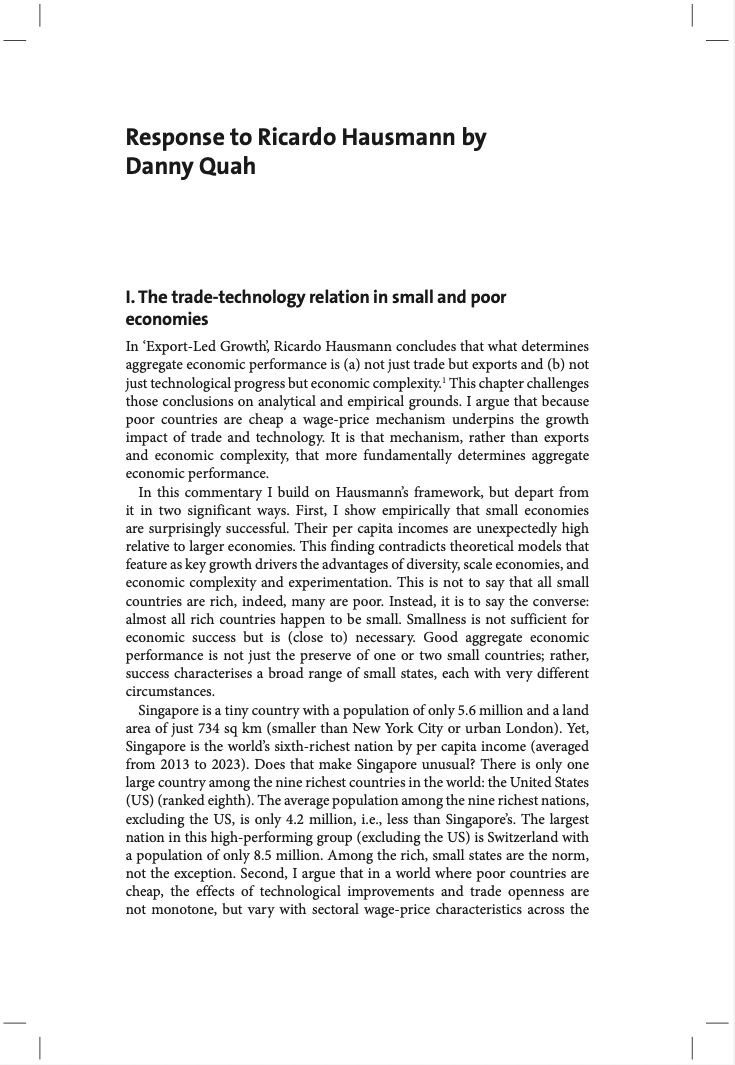 Response to Ricardo Hausmann by
Danny Quah
I. The trade-technology relation in small and poor
economies
In ‘Export-Led Growth’, Ricardo Hausmann concludes that what determines
aggregate economic performance is (a) not just trade but exports and (b) not
just technological progress but economic complexity.1 This chapter challenges
those conclusions on analytical and empirical grounds. I argue that because
poor countries are cheap a wage-price mechanism underpins the growth
impact of trade and technology. It is that mechanism, rather than exports
and economic complexity, that more fundamentally determines aggregate
economic performance.
In this commentary I build on Hausmann’s framework, but depart from
it in two significant ways. First, I show empirically that small economies
are surprisingly successful. Their per capita incomes are unexpectedly high
relative to larger economies. This finding contradicts theoretical models that
feature as key growth drivers the advantages of diversity, scale economies, and
economic complexity and experimentation. This is not to say that all small
countries are rich, indeed, many are poor. Instead, it is to say the converse:
almost all rich countries happen to be small. Smallness is not sufficient for
economic success but is (close to) necessary. Good aggregate economic
performance is not just the preserve of one or two small countries; rather,
success characterises a broad range of small states, each with very different
circumstances.
Singapore is a tiny country with a population of only 5.6 million and a land
area of just 734 sq km (smaller than New York City or urban London). Yet,
Singapore is the world’s sixth-richest nation by per capita income (averaged
from 2013 to 2023). Does that make Singapore unusual? There is only one
large country among the nine richest countries in the world: the United States
(US) (ranked eighth). The average population among the nine richest nations,
excluding the US, is only 4.2 million, i.e., less than Singapore’s. The largest
nation in this high-performing group (excluding the US) is Switzerland with
a population of only 8.5 million. Among the rich, small states are the norm,
not the exception. Second, I argue that in a world where poor countries are
cheap, the effects of technological improvements and trade openness are
not monotone, but vary with sectoral wage-price characteristics across the